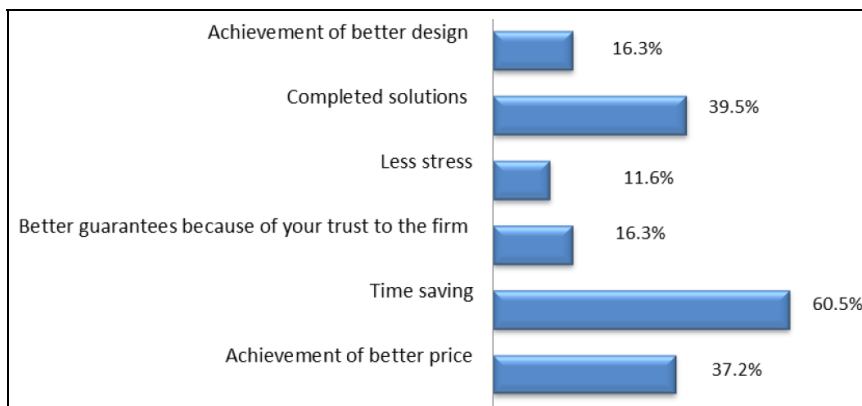 Achievement of better design 16.3%
Completed solutions 39.5%
Less stress 11.6%
Better guarantees because of your trust to the firm 16.3%
Time saving 60.5%
Achievement of better price 37.2%